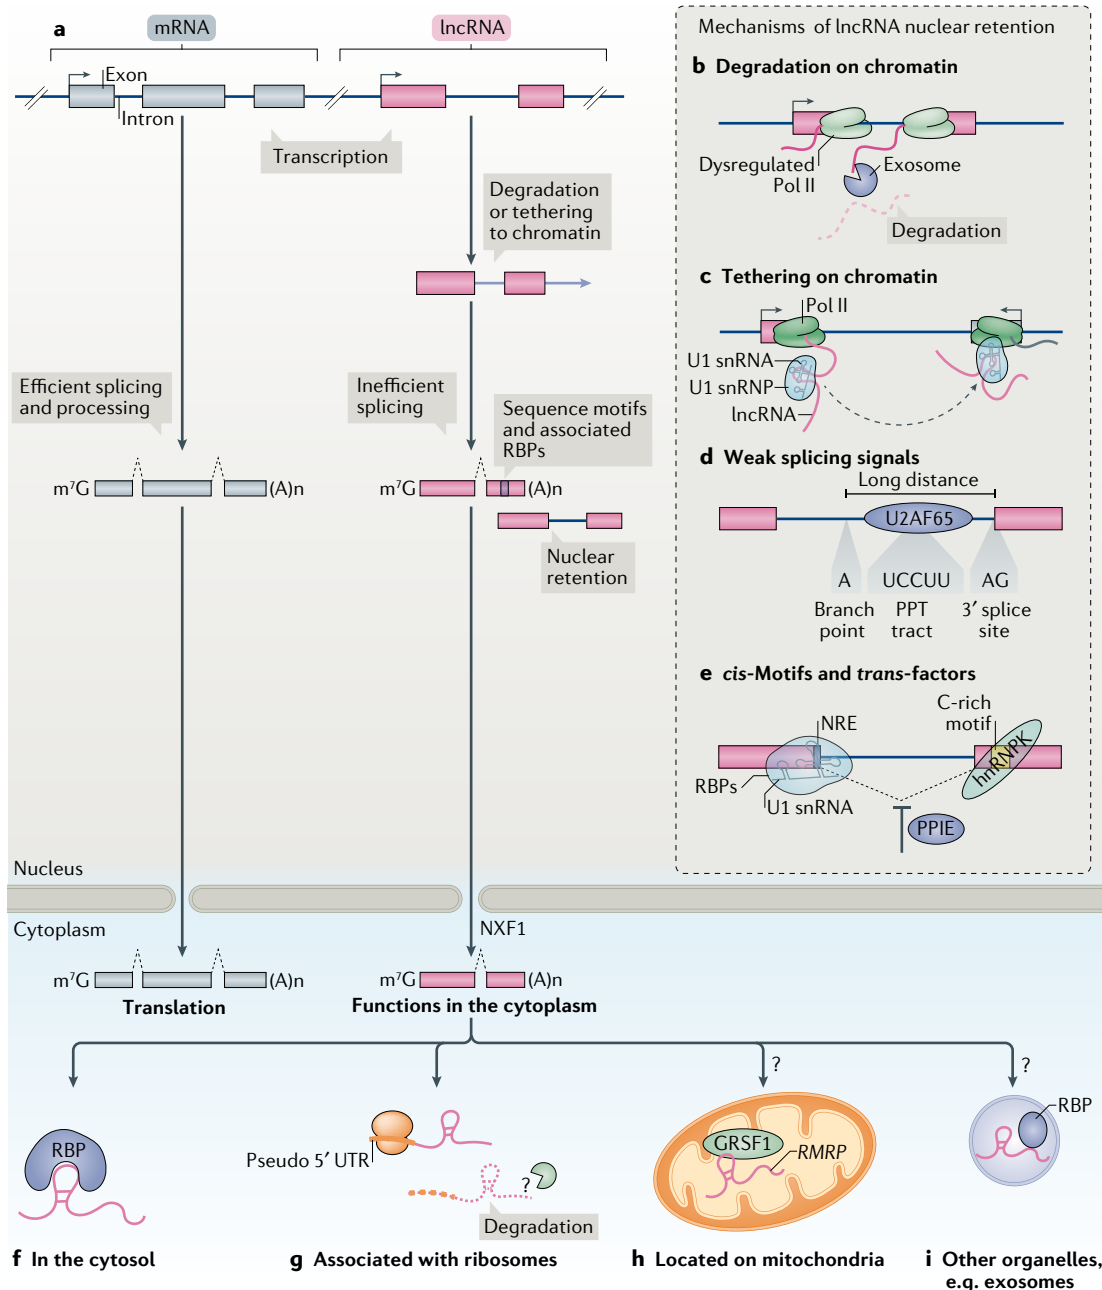 a
mRNA
lncRNA
Exon
Intron
Transcription
Degradation
or tethering
to chromatin
Efficient splicing
and processing
Inefficient
splicing
Sequence motifs
and associated
RBPs
m⁷G
(A)n
m⁷G
(A)n
Nuclear
retention
Mechanisms of lncRNA nuclear retention
b Degradation on chromatin
Dysregulated
Pol II
Exosome
Degradation
c Tethering on chromatin
Pol II
U1 snRNA
U1 snRNP
lncRNA
d Weak splicing signals
Long distance
U2AF65
A
UCCUU
AG
Branch
point
PPT
tract
3′ splice
site
e cis-Motifs and trans-factors
C-rich
motif
NRE
hnRNPK
RBPs
U1 snRNA
PPIE
Nucleus
Cytoplasm
NXF1
m⁷G
(A)n
Translation
m⁷G
(A)n
Functions in the cytoplasm
?
?
RBP
Pseudo 5′ UTR
?
Degradation
GRSF1
RMRP
RBP
f In the cytosol
g Associated with ribosomes
h Located on mitochondria
i Other organelles,
e.g. exosomes